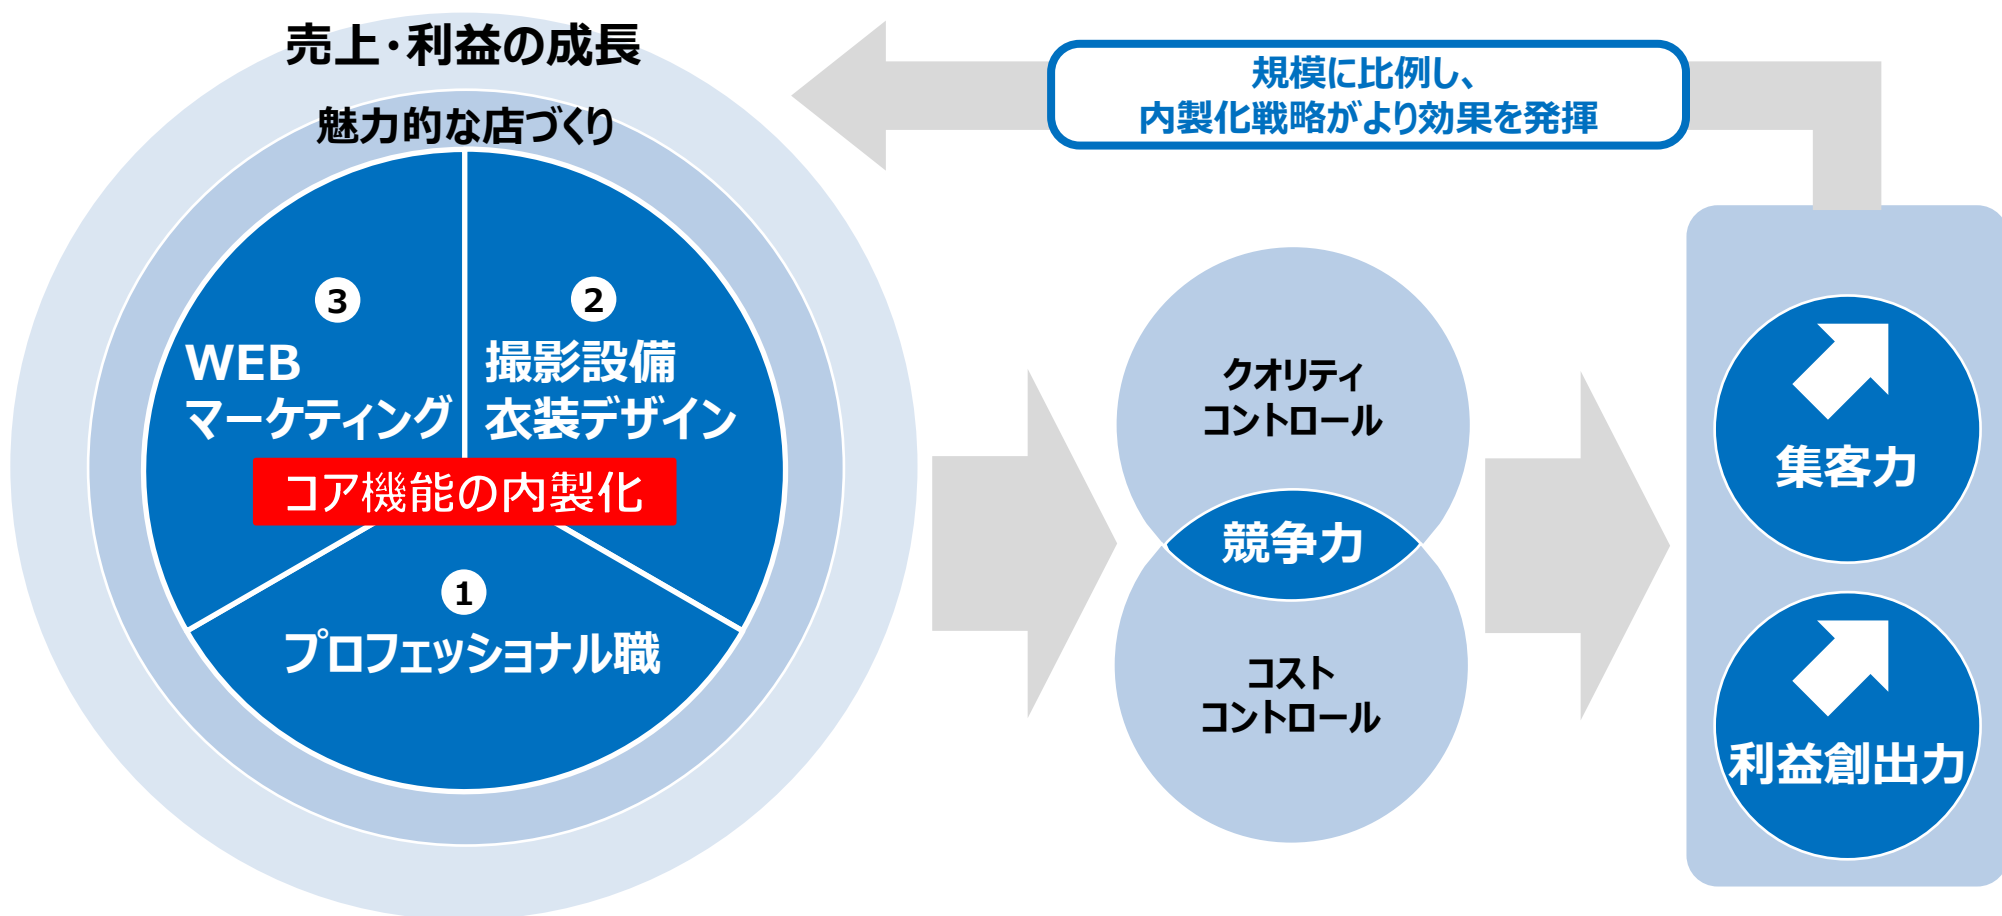 売上・利益の成長
魅力的な店づくり
3
WEB
マーケティング
2
撮影設備
衣装デザイン
コア機能の内製化
1
プロフェッショナル職
規模に比例し、
内製化戦略がより効果を発揮
クオリティ
コントロール
競争力
コスト
コントロール
集客力
利益創出力